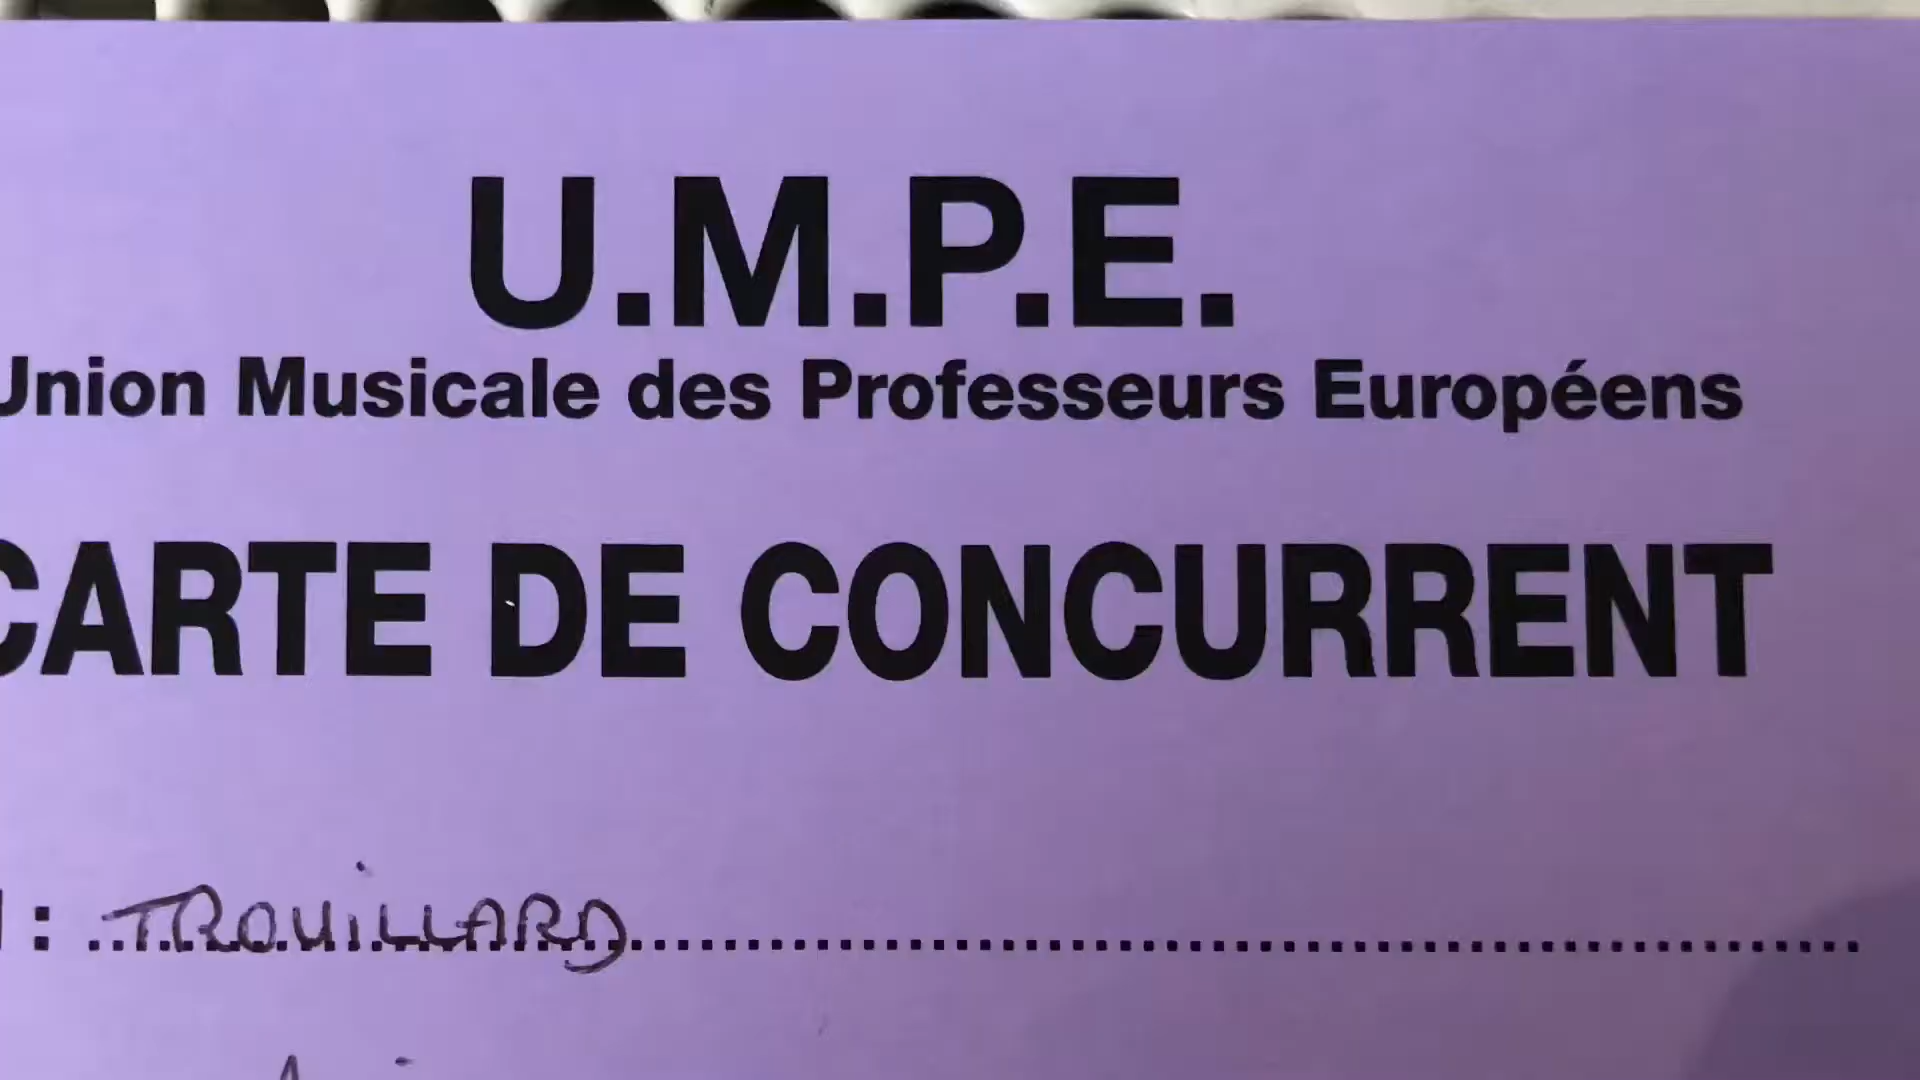 U.M.P.E.
Union Musicale des Professeurs Européens
CARTE DE CONCURRENT
: TROUILLARD